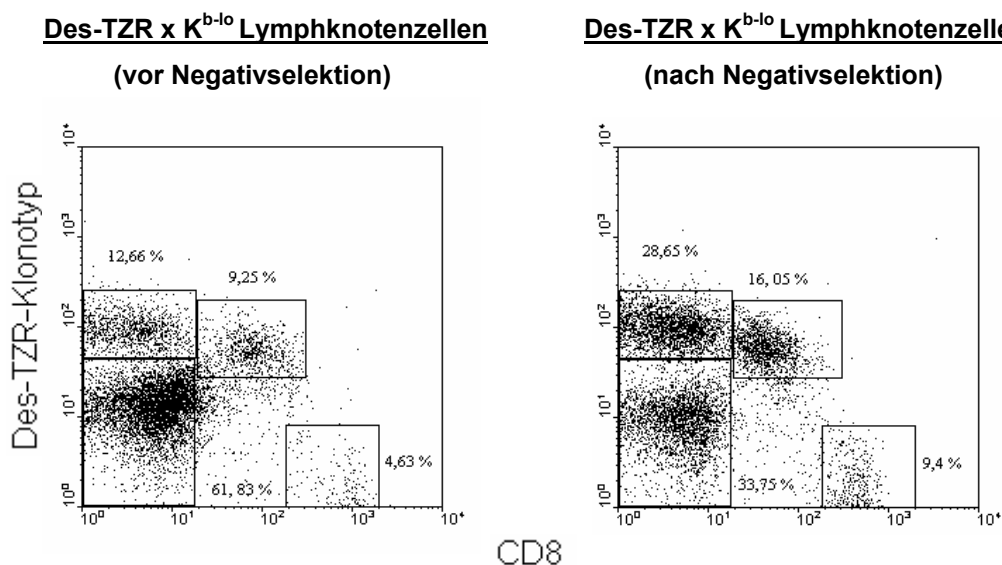 Des-TZR x K^b-lo Lymphknotenzellen
(vor Negativselektion)
Des-TZR x K^b-lo Lymphknotenzelle
(nach Negativselektion)
Des-TZR-Klonotyp
10⁴
10³
10²
10¹
10⁰
12,66 %
9,25 %
4,63 %
61, 83 %
10⁰ 10¹ 10² 10³ 10⁴
10⁴
10³
10²
10¹
10⁰
28,65 %
16, 05 %
9,4 %
33,75 %
10⁰ 10¹ 10² 10³ 10⁴
CD8